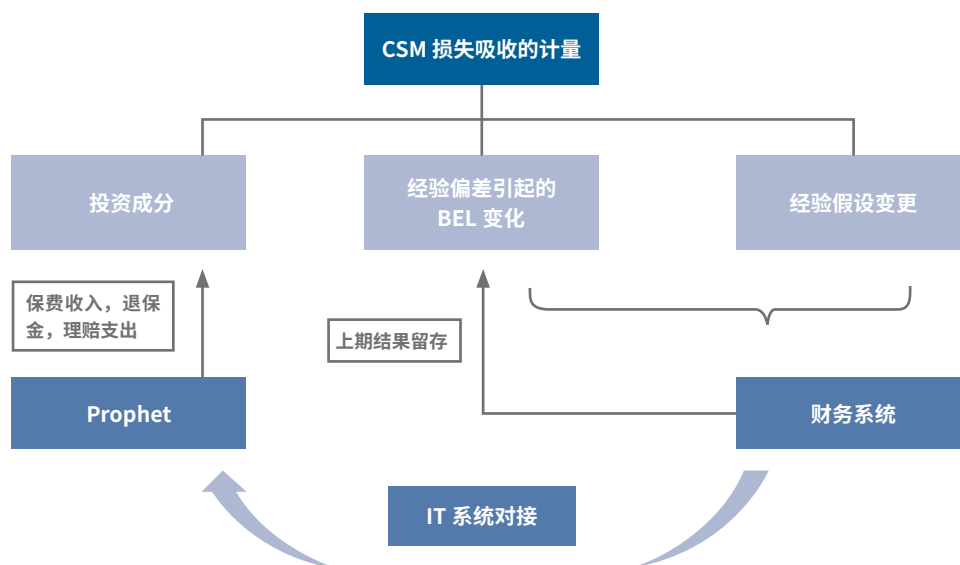 CSM 损失吸收的计量
投资成分
经验偏差引起的
BEL 变化
经验假设变更
保费收入，退保
金，理赔支出
上期结果留存
Prophet
财务系统
IT 系统对接